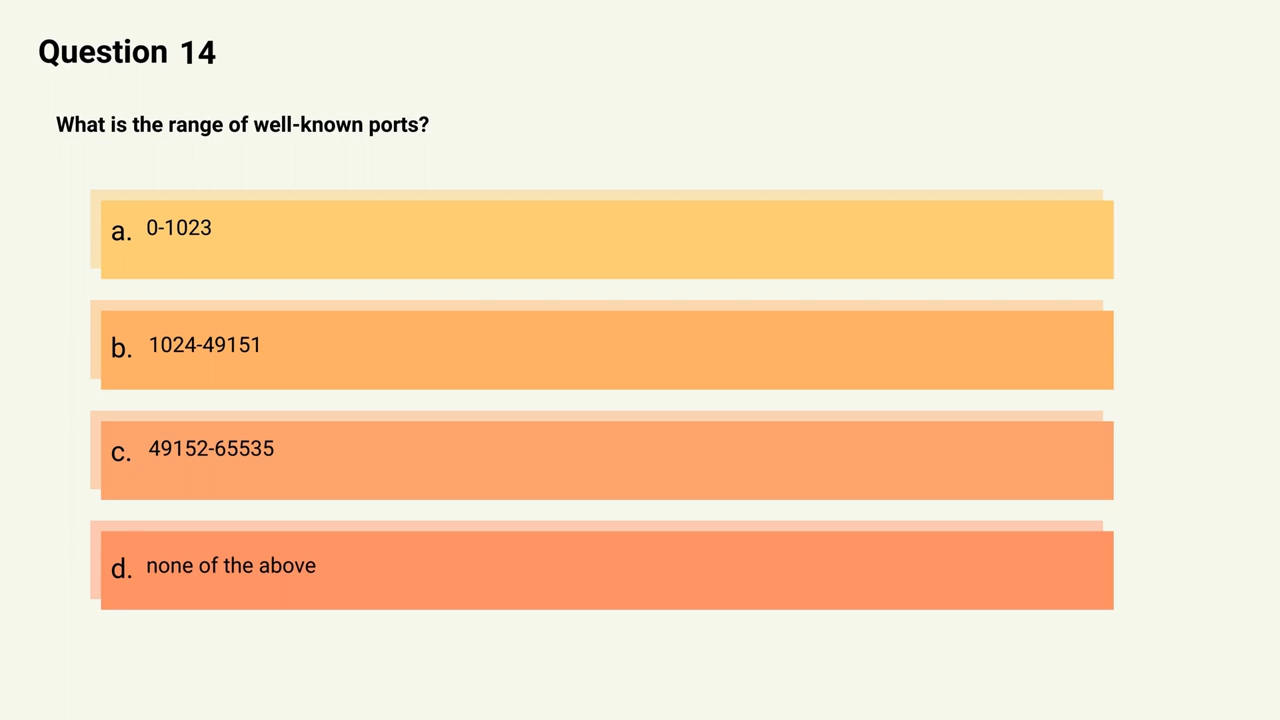 Question 14
What is the range of well-known ports?
a. 0-1023
b. 1024-49151
c. 49152-65535
d. none of the above